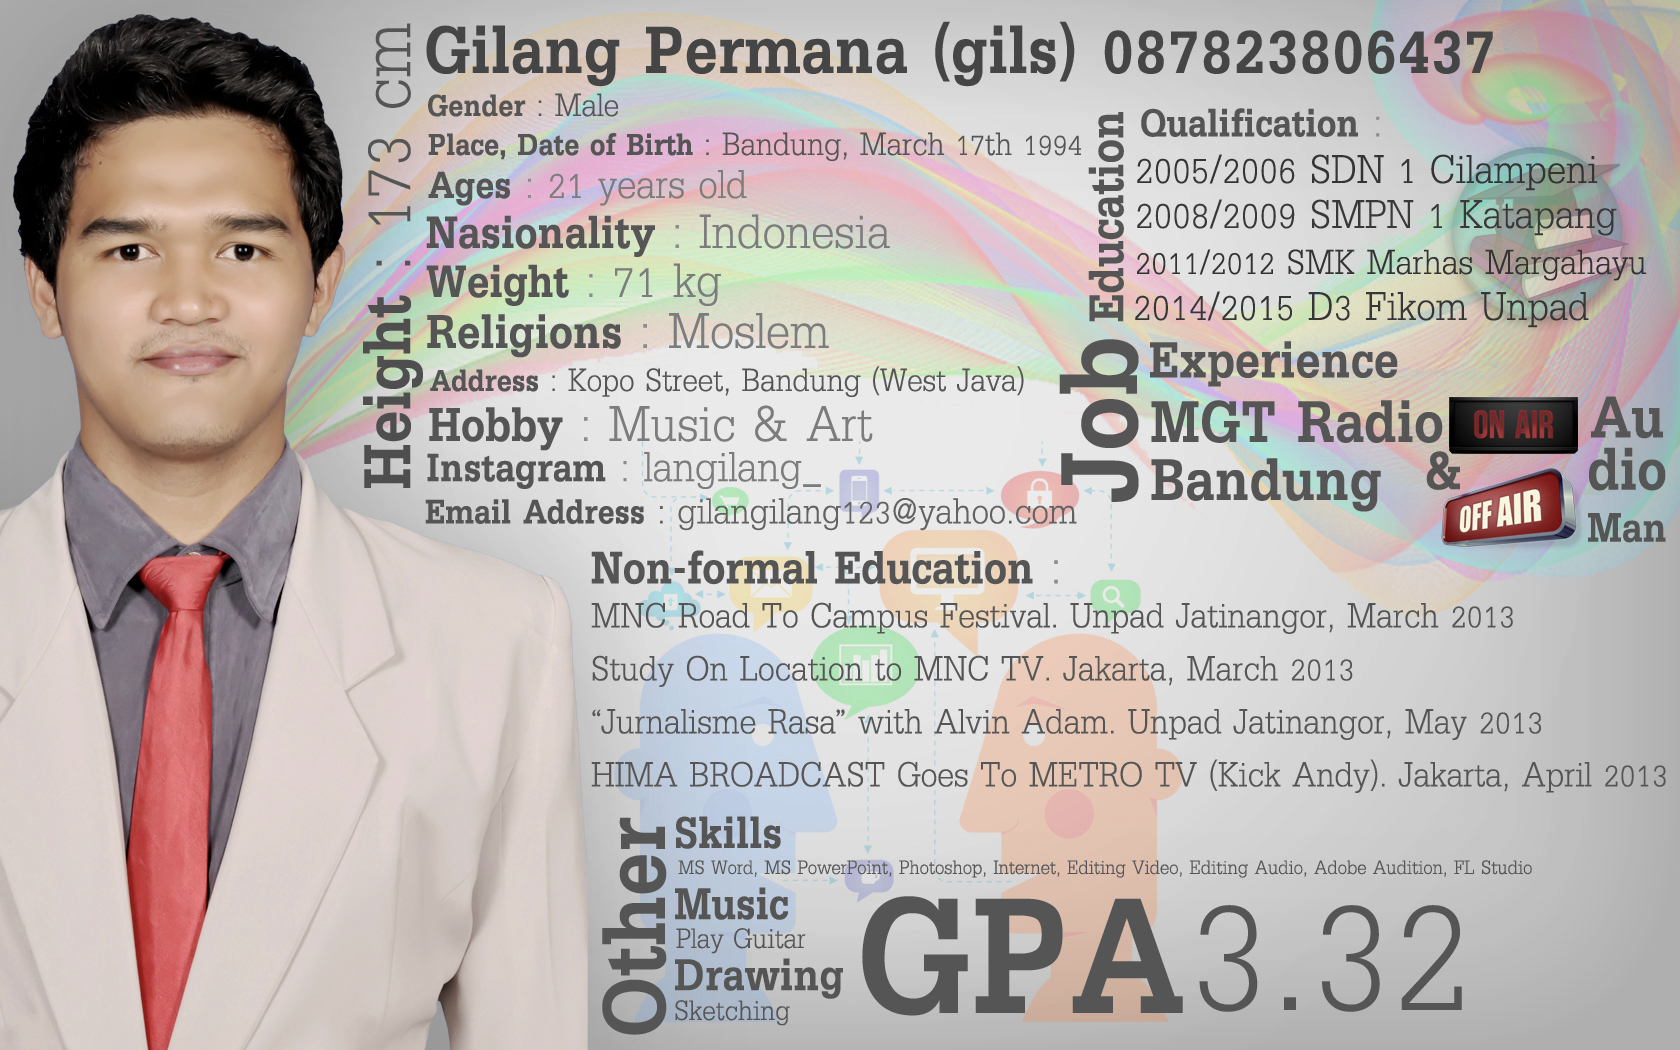 Gilang Permana (gils) 087823806437
Height : 173 cm
Gender : Male
Place, Date of Birth : Bandung, March 17th 1994
Ages : 21 years old
Nasionality : Indonesia
Weight : 71 kg
Religions : Moslem
Address : Kopo Street, Bandung (West Java)
Hobby : Music & Art
Instagram : langilang_
Email Address : gilangilang123@yahoo.com
Education
Qualification :
2005/2006 SDN 1 Cilampeni
2008/2009 SMPN 1 Katapang
2011/2012 SMK Marhas Margahayu
2014/2015 D3 Fikom Unpad
Job
Experience
MGT Radio
Bandung
ON AIR
&
OFF AIR
Au
dio
Man
Non-formal Education :
MNC Road To Campus Festival. Unpad Jatinangor, March 2013
Study On Location to MNC TV. Jakarta, March 2013
“Jurnalisme Rasa” with Alvin Adam. Unpad Jatinangor, May 2013
HIMA BROADCAST Goes To METRO TV (Kick Andy). Jakarta, April 2013
Other
Skills
MS Word, MS PowerPoint, Photoshop, Internet, Editing Video, Editing Audio, Adobe Audition, FL Studio
Music
Play Guitar
Drawing
Sketching
GPA 3.32